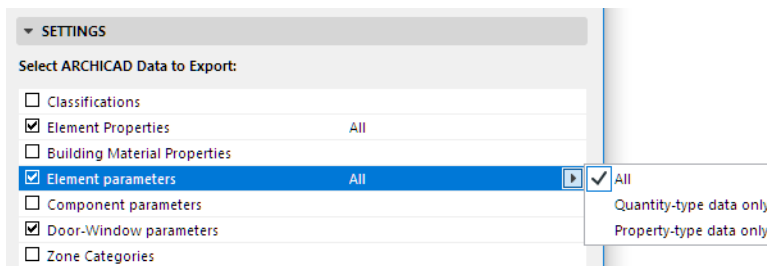 SETTINGS
Select ARCHICAD Data to Export:
Classifications
Element Properties All
Building Material Properties
Element parameters All
All
Component parameters
Quantity-type data only
Door-Window parameters
Property-type data only
Zone Categories